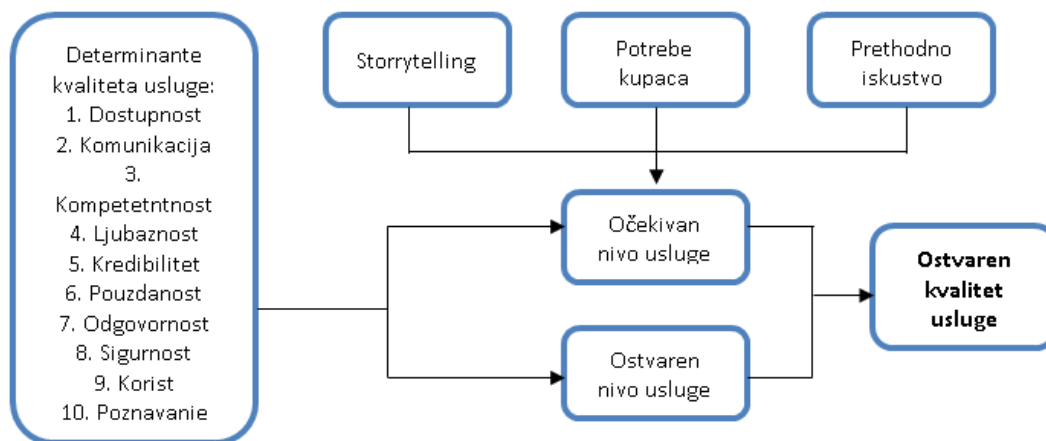 Determinante
kvaliteta usluge:
1. Dostupnost
2. Komunikacija
3.
Kompetetntnost
4. Ljubaznost
5. Kredibilitet
6. Pouzdanost
7. Odgovornost
8. Sigurnost
9. Korist
10. Poznavanje
Storrytelling
Potrebe
kupaca
Prethodno
iskustvo
Očekivan
nivo usluge
Ostvaren
nivo usluge
Ostvaren
kvalitet
usluge